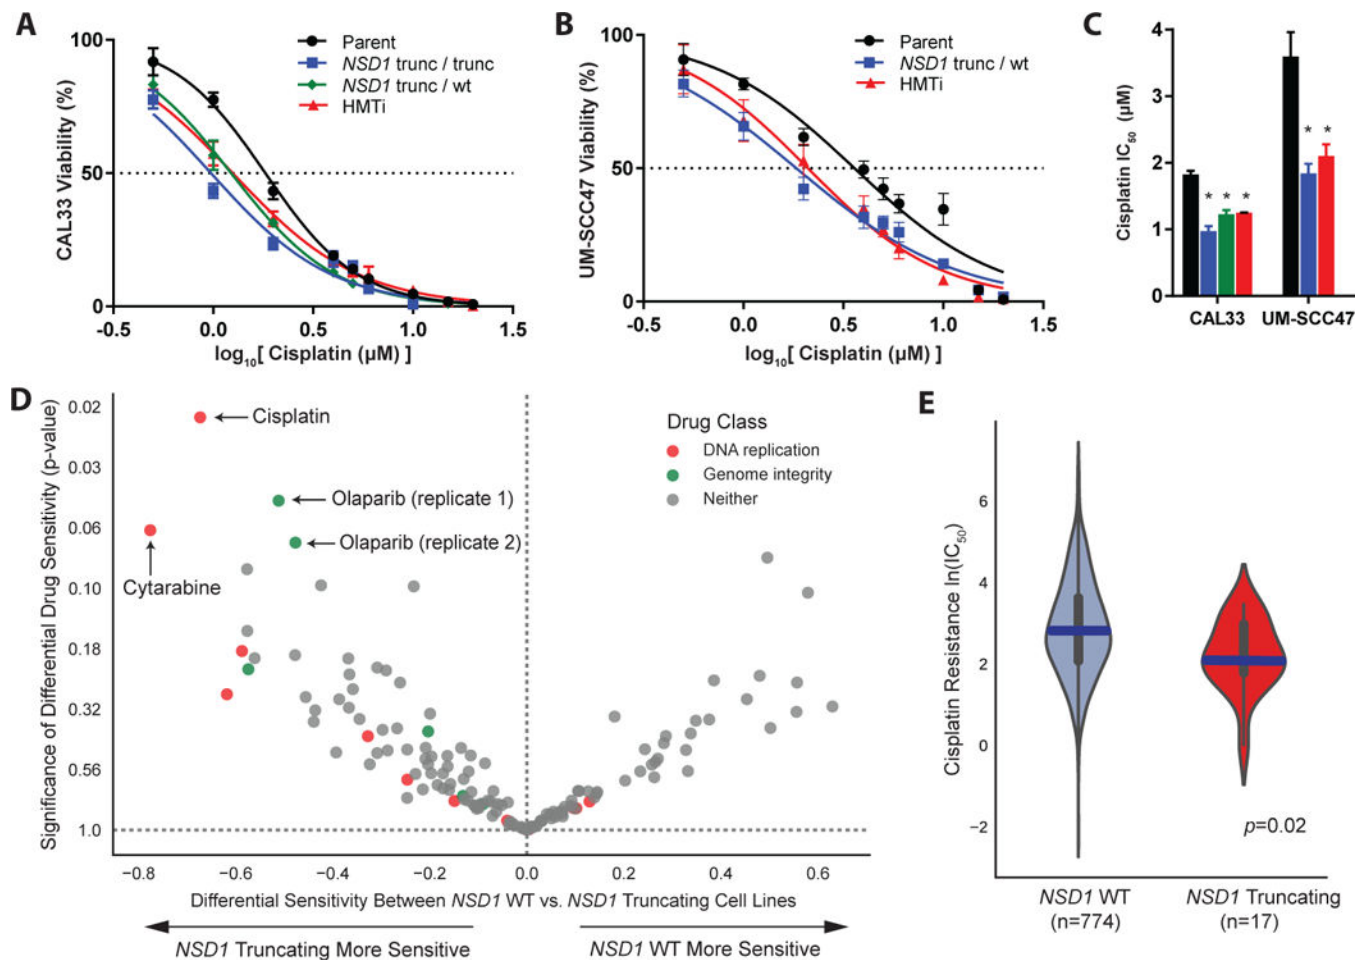 A
100
50
0
CAL33 Viability (%)
Parent
NSD1 trunc / trunc
NSD1 trunc / wt
HMTi
-0.5 0.0 0.5 1.0 1.5
log10[ Cisplatin (µM) ]
B
100
50
0
UM-SCC47 Viability (%)
Parent
NSD1 trunc / wt
HMTi
-0.5 0.0 0.5 1.0 1.5
log10[ Cisplatin (µM) ]
C
4
3
2
1
0
Cisplatin IC50 (µM)
* * *
* *
CAL33 UM-SCC47
D
0.02
0.03
0.06
0.10
0.18
0.32
0.56
1.0
Significance of Differential Drug Sensitivity (p-value)
Cisplatin
Olaparib (replicate 1)
Olaparib (replicate 2)
Cytarabine
Drug Class
DNA replication
Genome integrity
Neither
−0.8 −0.6 −0.4 −0.2 0.0 0.2 0.4 0.6
Differential Sensitivity Between NSD1 WT vs. NSD1 Truncating Cell Lines
NSD1 Truncating More Sensitive
NSD1 WT More Sensitive
E
6
4
2
0
−2
Cisplatin Resistance ln(IC50)
p=0.02
NSD1 WT
(n=774)
NSD1 Truncating
(n=17)